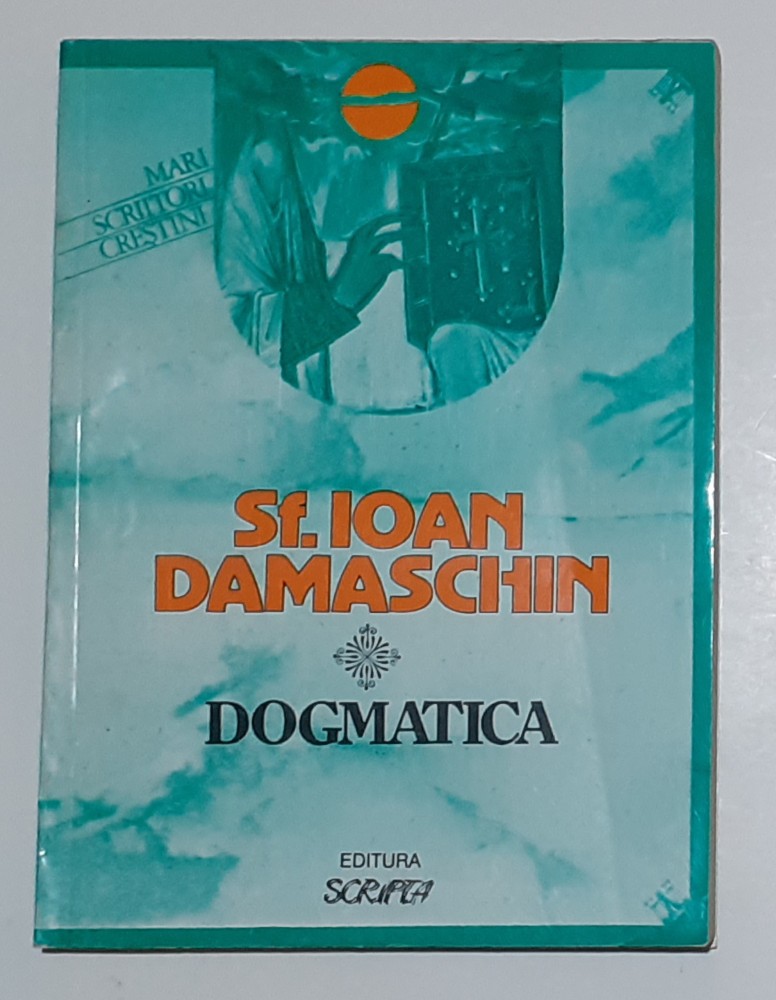 MARI
SCRIITORI
CREȘTINI
Sf. IOAN
DAMASCHIN
DOGMATICA
EDITURA
SCRIPTA